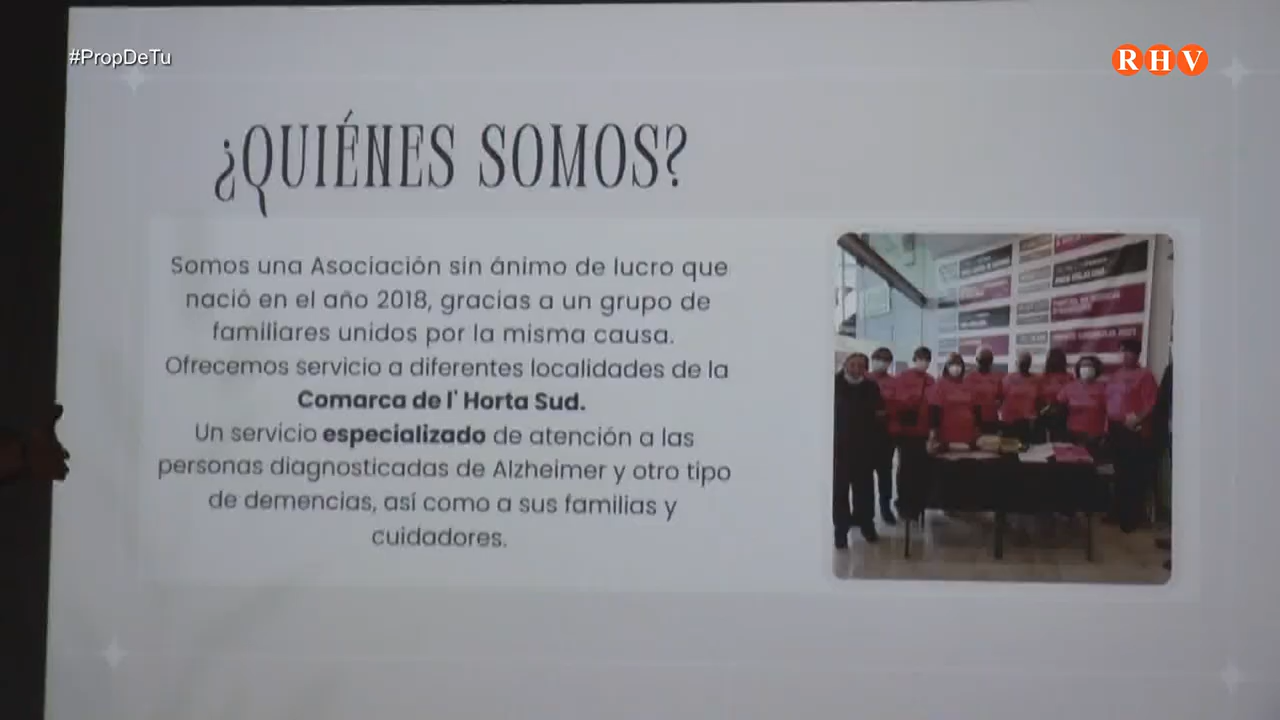 #PropDeTu
RHV
¿QUIÉNES SOMOS?
Somos una Asociación sin ánimo de lucro que
nació en el año 2018, gracias a un grupo de
familiares unidos por la misma causa.
Ofrecemos servicio a diferentes localidades de la
Comarca de l' Horta Sud.
Un servicio especializado de atención a las
personas diagnosticadas de Alzheimer y otro tipo
de demencias, así como a sus familias y
cuidadores.